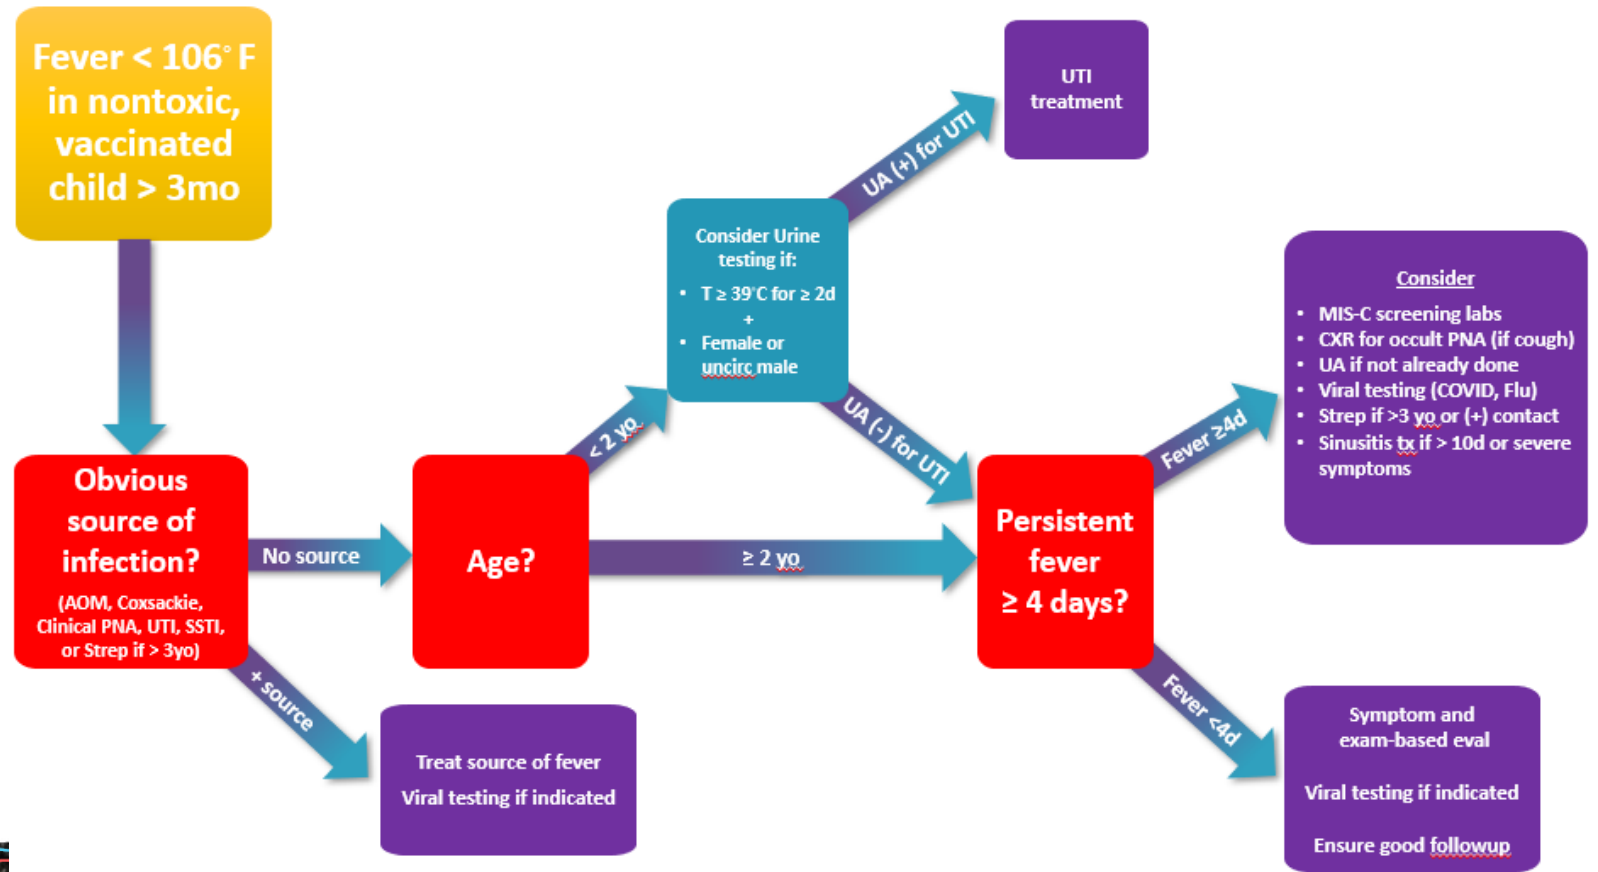 Fever < 106° F
in nontoxic,
vaccinated
child > 3mo
Obvious
source of
infection?
(AOM, Coxsackie,
Clinical PNA, UTI, SSTI,
or Strep if > 3yo)
No source
+ source
Treat source of fever
Viral testing if indicated
Age?
< 2 yo
≥ 2 yo
Consider Urine
testing if:
• T ≥ 39°C for ≥ 2d
+
• Female or
uncirc male
UA (+) for UTI
UTI
treatment
UA (-) for UTI
Persistent
fever
≥ 4 days?
Fever ≥4d
Consider
• MIS-C screening labs
• CXR for occult PNA (if cough)
• UA if not already done
• Viral testing (COVID, Flu)
• Strep if >3 yo or (+) contact
• Sinusitis tx if > 10d or severe
symptoms
Fever <4d
Symptom and
exam-based eval
Viral testing if indicated
Ensure good followup